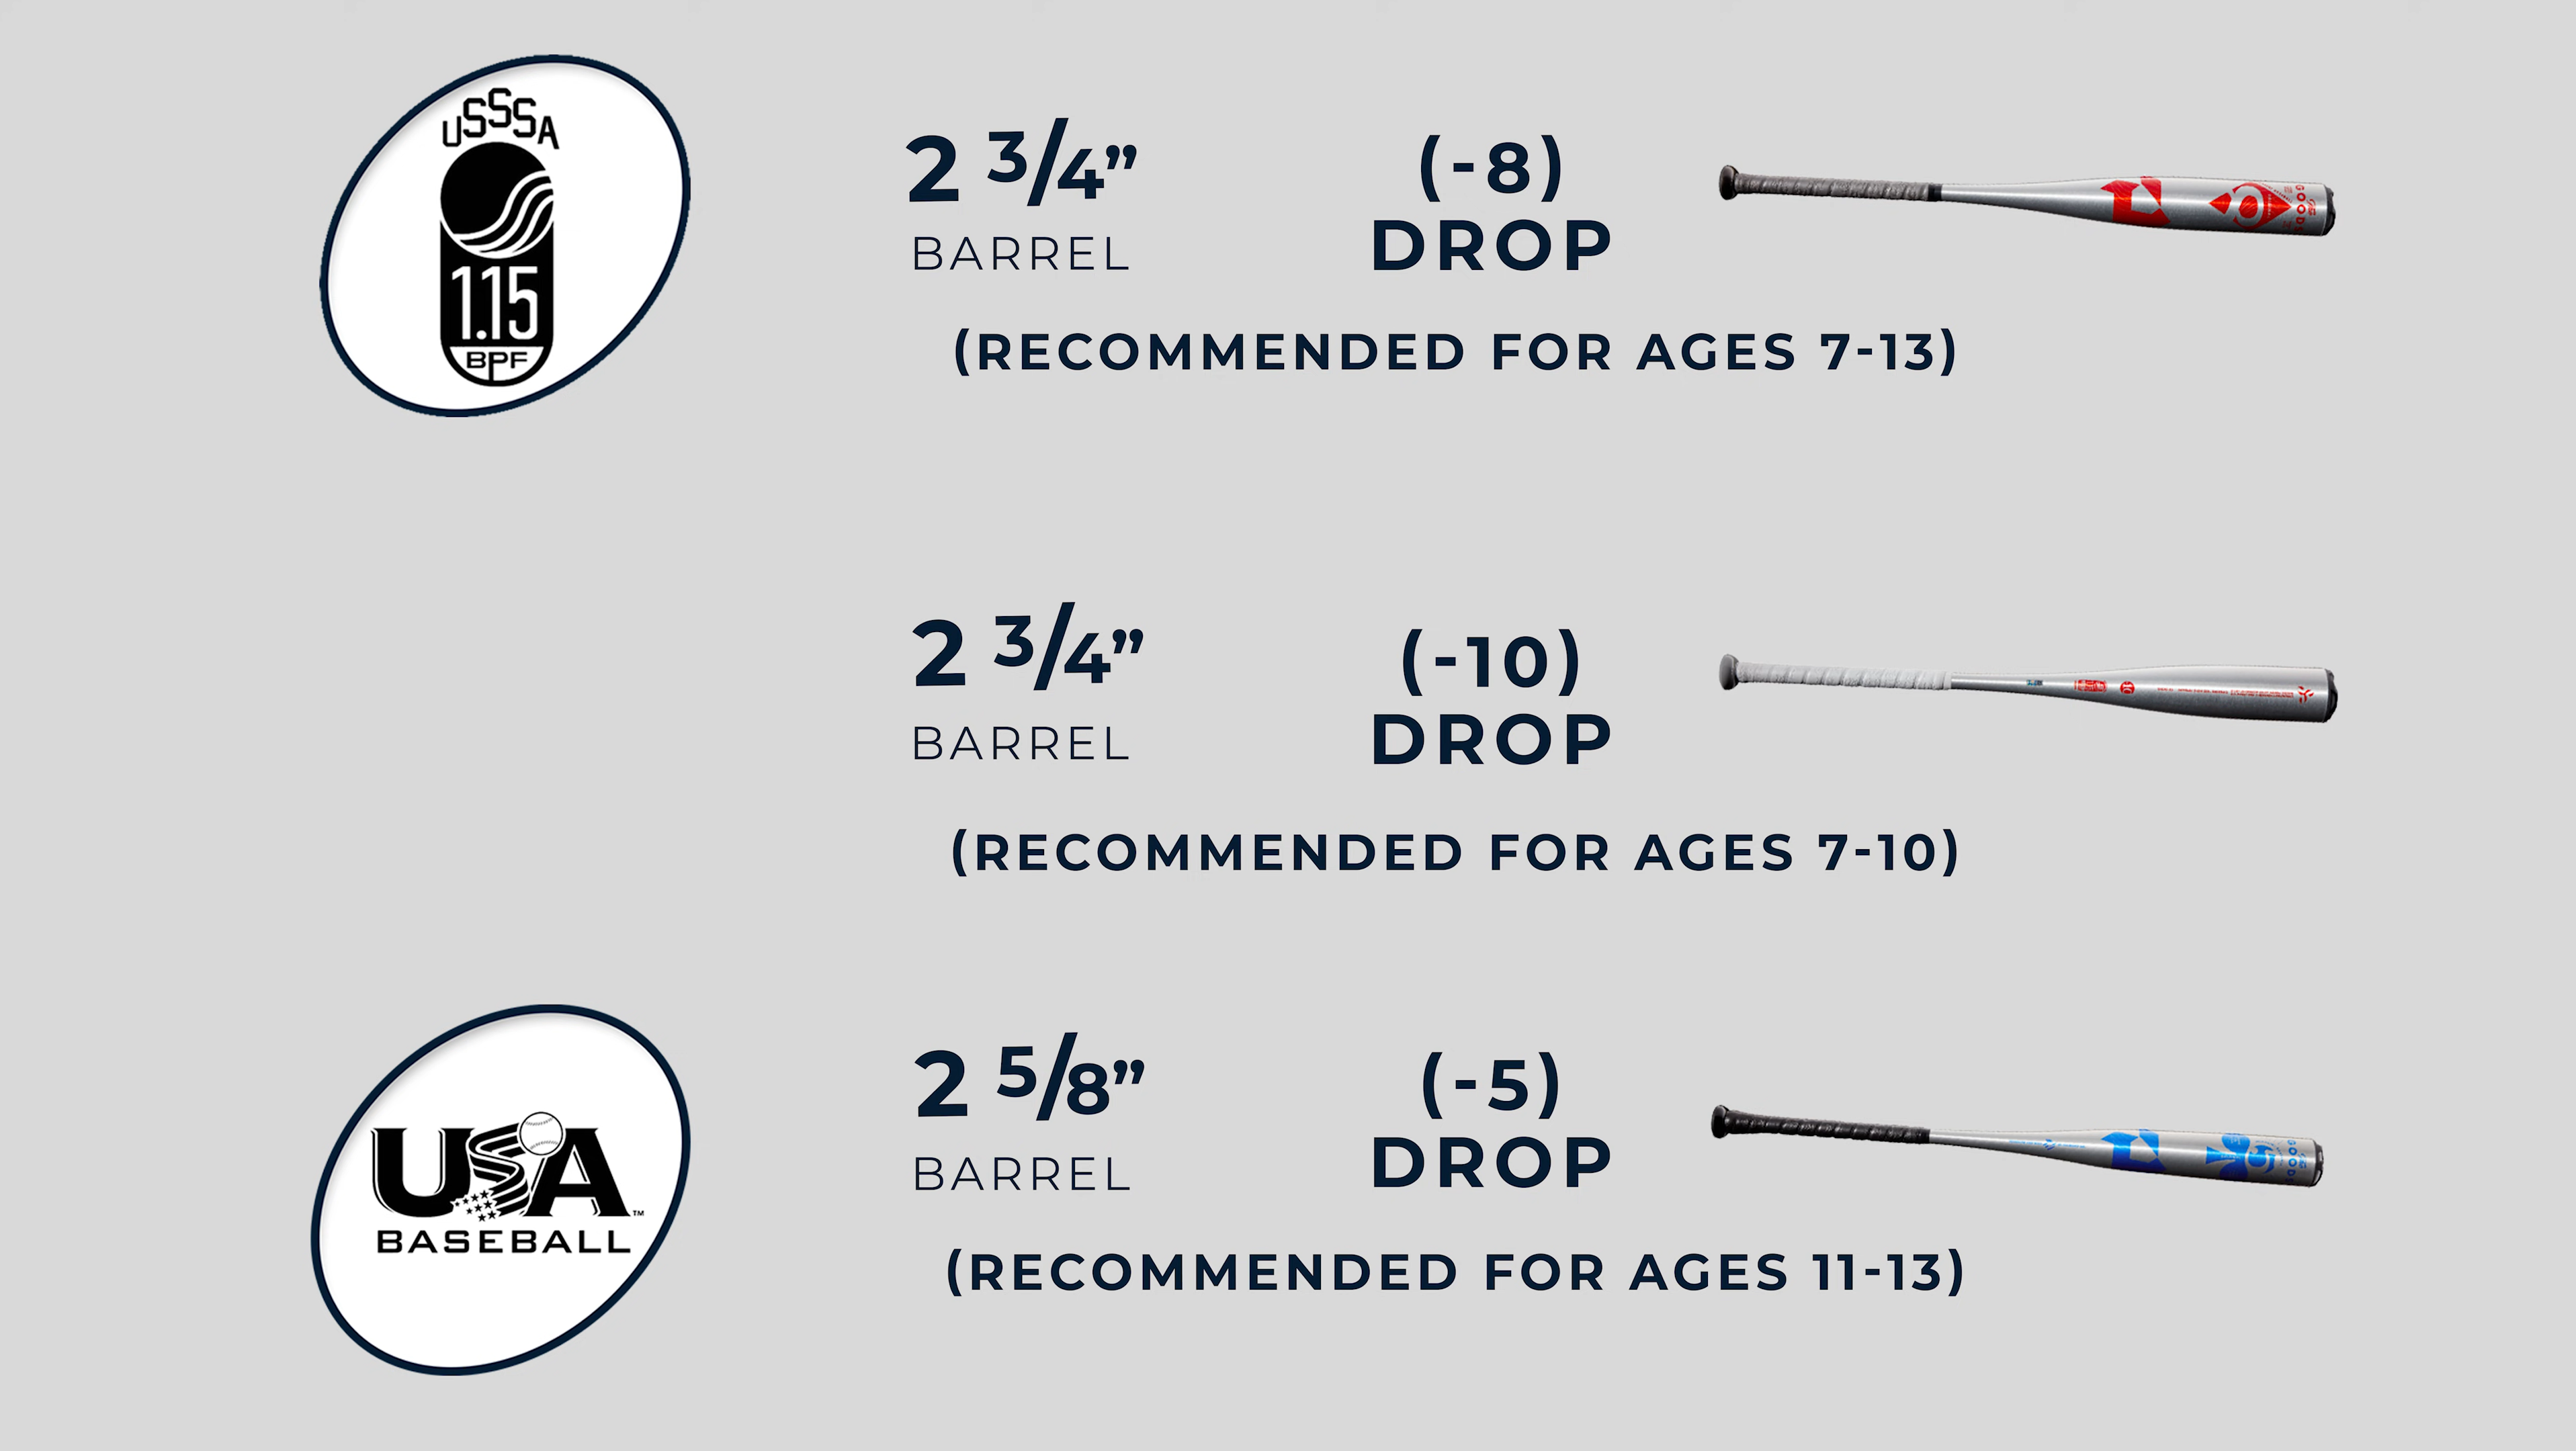 USSSA
1.15
BPF
2 3/4”
BARREL
(-8)
DROP
(RECOMMENDED FOR AGES 7-13)
2 3/4”
BARREL
(-10)
DROP
(RECOMMENDED FOR AGES 7-10)
USA™
BASEBALL
2 5/8”
BARREL
(-5)
DROP
(RECOMMENDED FOR AGES 11-13)